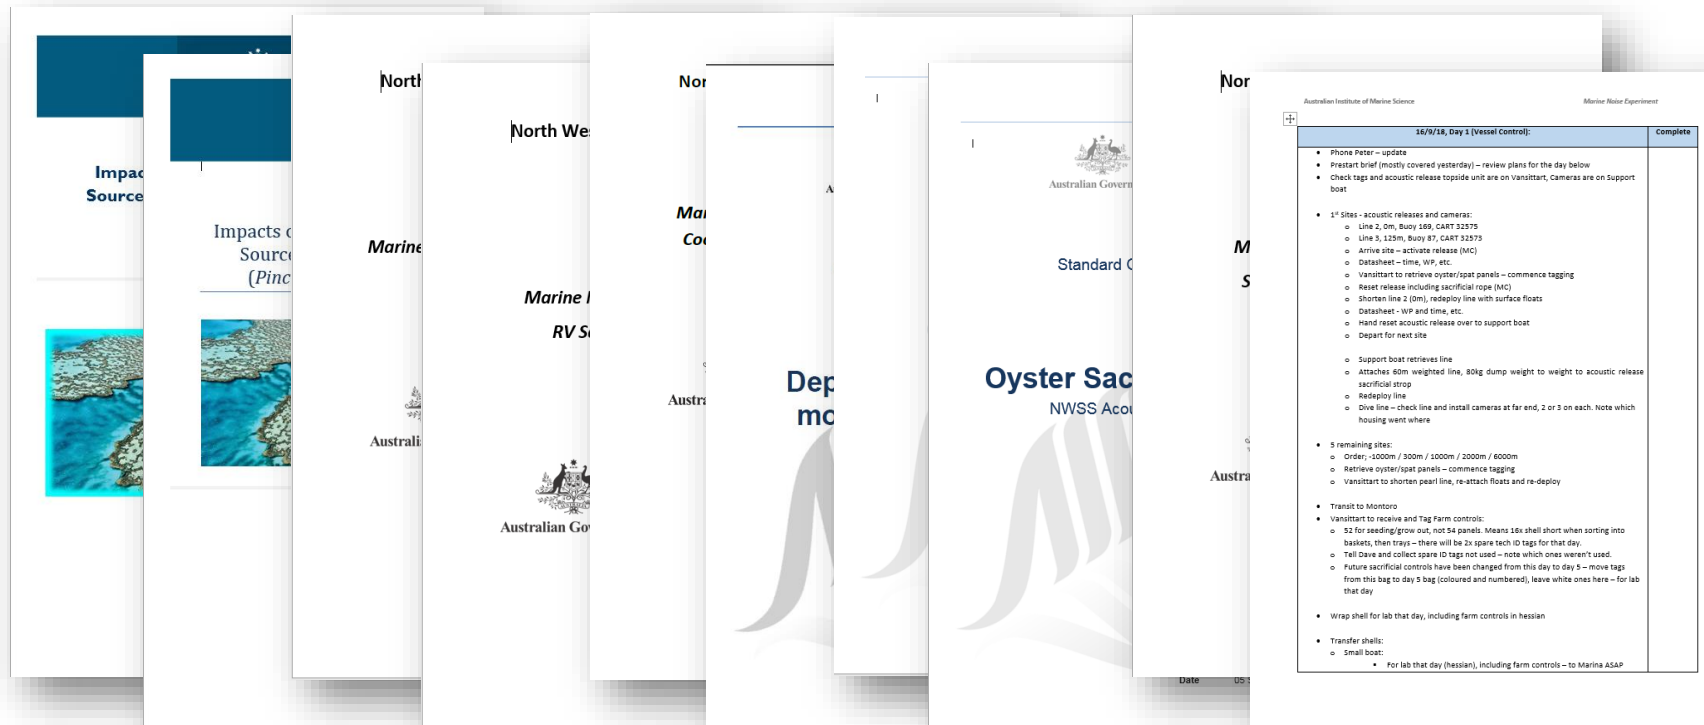 Impac
Source
Impacts o
Source
(Pinc
North
Marine
Australi
North We
Marine
RV S
Australian Go
Nor
Mar
Coo
Austra
Dep
mo
Australian Govern
Standard
Oyster Sac
NWSS Acou
Nor
M
S
Austra
Date 05
Australian Institute of Marine Science Marine Noise Experiment
16/9/18, Day 1 (Vessel Control): Complete
• Phone Peter – update
• Prestart brief (mostly covered yesterday) – review plans for the day below
• Check tags and acoustic release topside unit are on Vansittart, Cameras are on Support
boat
• 1st Sites - acoustic releases and cameras:
o Line 2, 0m, Buoy 169, CART 32575
o Line 3, 125m, Buoy 87, CART 32573
o Arrive site – activate release (MC)
o Datasheet – time, WP, etc.
o Vansittart to retrieve oyster/spat panels – commence tagging
o Reset release including sacrificial rope (MC)
o Shorten line 2 (0m), redeploy line with surface floats
o Datasheet - WP and time, etc.
o Hand reset acoustic release over to support boat
o Depart for next site
o Support boat retrieves line
o Attaches 60m weighted line, 80kg dump weight to weight to acoustic release
sacrificial strop
o Redeploy line
o Dive line – check line and install cameras at far end, 2 or 3 on each. Note which
housing went where
• 5 remaining sites:
o Order; -1000m / 300m / 1000m / 2000m / 6000m
o Retrieve oyster/spat panels – commence tagging
o Vansittart to shorten pearl line, re-attach floats and re-deploy
• Transit to Montoro
• Vansittart to receive and Tag Farm controls:
o 52 for seeding/grow out, not 54 panels. Means 16x shell short when sorting into
baskets, then trays – there will be 2x spare tech ID tags for that day.
o Tell Dave and collect spare ID tags not used – note which ones weren't used.
o Future sacrificial controls have been changed from this day to day 5 – move tags
from this bag to day 5 bag (coloured and numbered), leave white ones here – for lab
that day
• Wrap shell for lab that day, including farm controls in hessian
• Transfer shells:
o Small boat:
▪ For lab that day (hessian), including farm controls – to Marina ASAP